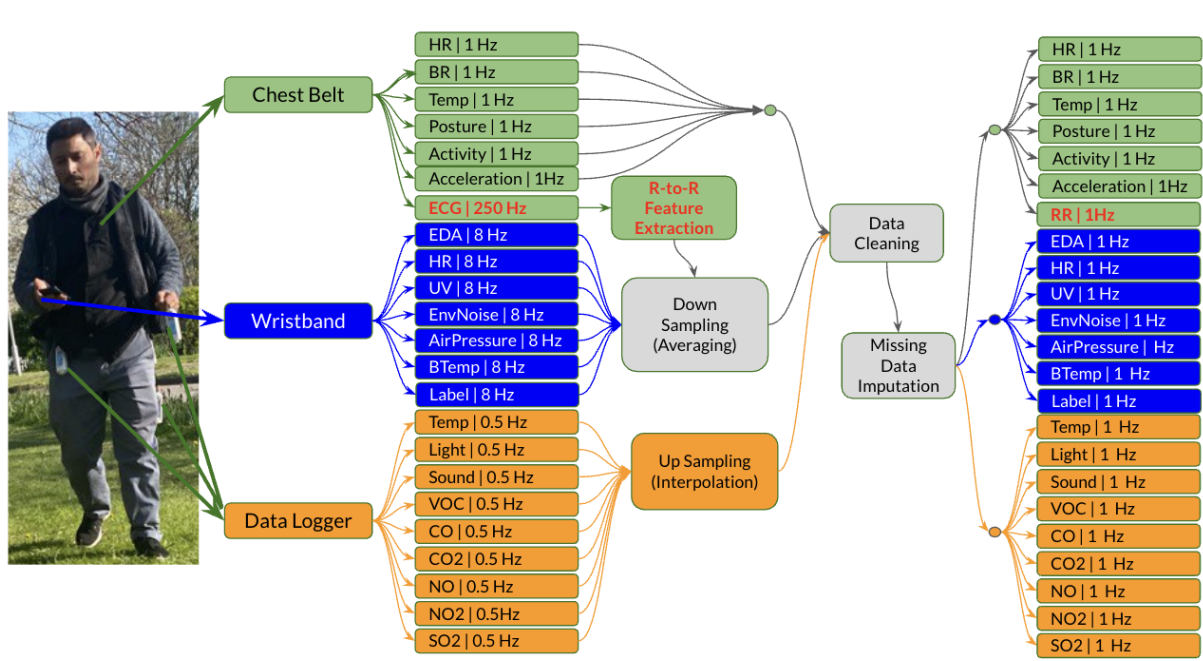 Chest Belt
HR | 1 Hz
BR | 1 Hz
Temp | 1 Hz
Posture | 1 Hz
Activity | 1 Hz
Acceleration | 1Hz
ECG | 250 Hz
R-to-R
Feature
Extraction
Wristband
EDA | 8 Hz
HR | 8 Hz
UV | 8 Hz
EnvNoise | 8 Hz
AirPressure | 8 Hz
BTemp | 8 Hz
Label | 8 Hz
Down
Sampling
(Averaging)
Data Logger
Temp | 0.5 Hz
Light | 0.5 Hz
Sound | 0.5 Hz
VOC | 0.5 Hz
CO | 0.5 Hz
CO2 | 0.5 Hz
NO | 0.5 Hz
NO2 | 0.5Hz
SO2 | 0.5 Hz
Up Sampling
(Interpolation)
Data
Cleaning
Missing
Data
Imputation
HR | 1 Hz
BR | 1 Hz
Temp | 1 Hz
Posture | 1 Hz
Activity | 1 Hz
Acceleration | 1Hz
RR | 1Hz
EDA | 1 Hz
HR | 1 Hz
UV | 1 Hz
EnvNoise | 1 Hz
AirPressure | Hz
BTemp | 1 Hz
Label | 1 Hz
Temp | 1 Hz
Light | 1 Hz
Sound | 1 Hz
VOC | 1 Hz
CO | 1 Hz
CO2 | 1 Hz
NO | 1 Hz
NO2 | 1 Hz
SO2 | 1 Hz